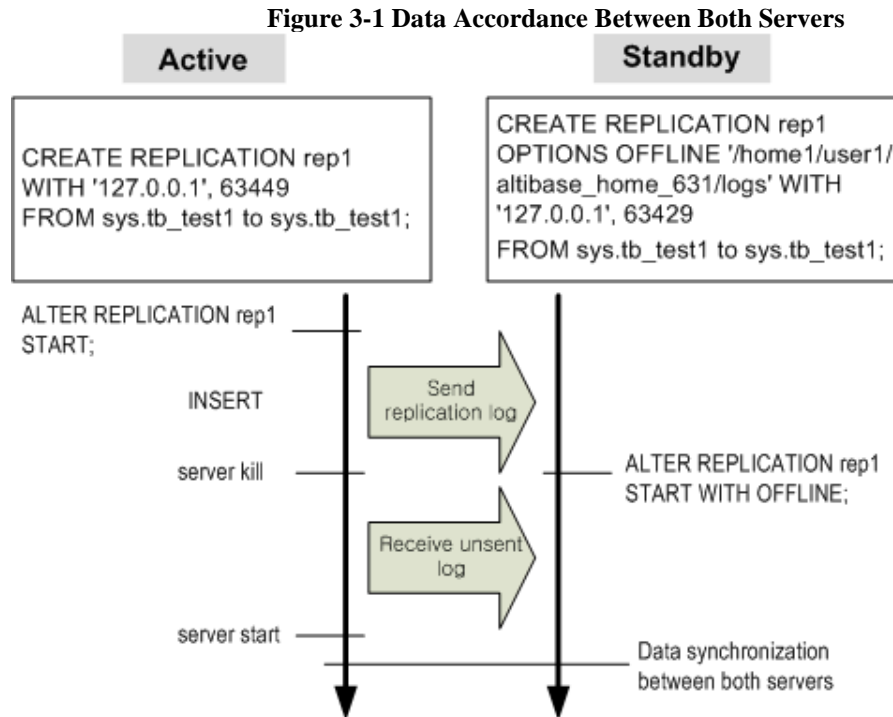 Figure 3-1 Data Accordance Between Both Servers
Active
Standby
CREATE REPLICATION rep1
WITH '127.0.0.1', 63449
FROM sys.tb_test1 to sys.tb_test1;
CREATE REPLICATION rep1
OPTIONS OFFLINE '/home1/user1/
altibase_home_631/logs' WITH
'127.0.0.1', 63429
FROM sys.tb_test1 to sys.tb_test1;
ALTER REPLICATION rep1
START;
INSERT
Send
replication log
server kill
ALTER REPLICATION rep1
START WITH OFFLINE;
Receive unsent
log
server start
Data synchronization
between both servers